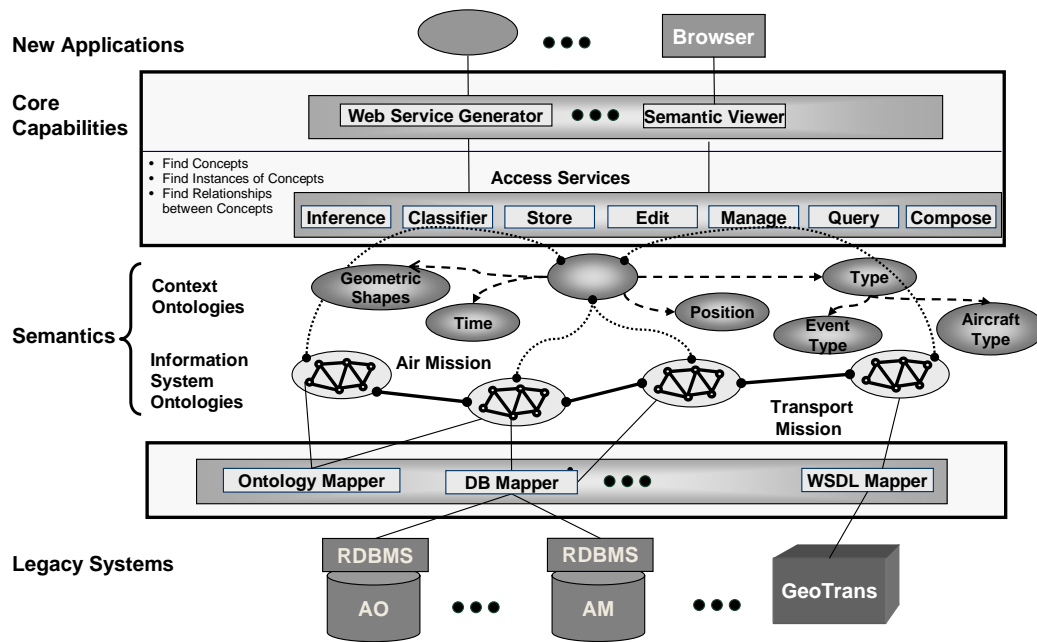 New Applications
Browser
Core
Capabilities
Web Service Generator
Semantic Viewer
• Find Concepts
• Find Instances of Concepts
• Find Relationships
between Concepts
Access Services
Inference
Classifier
Store
Edit
Manage
Query
Compose
Semantics
Context
Ontologies
Geometric
Shapes
Time
Position
Type
Event
Type
Aircraft
Type
Information
System
Ontologies
Air Mission
Transport
Mission
Ontology Mapper
DB Mapper
WSDL Mapper
Legacy Systems
RDBMS
AO
RDBMS
AM
GeoTrans